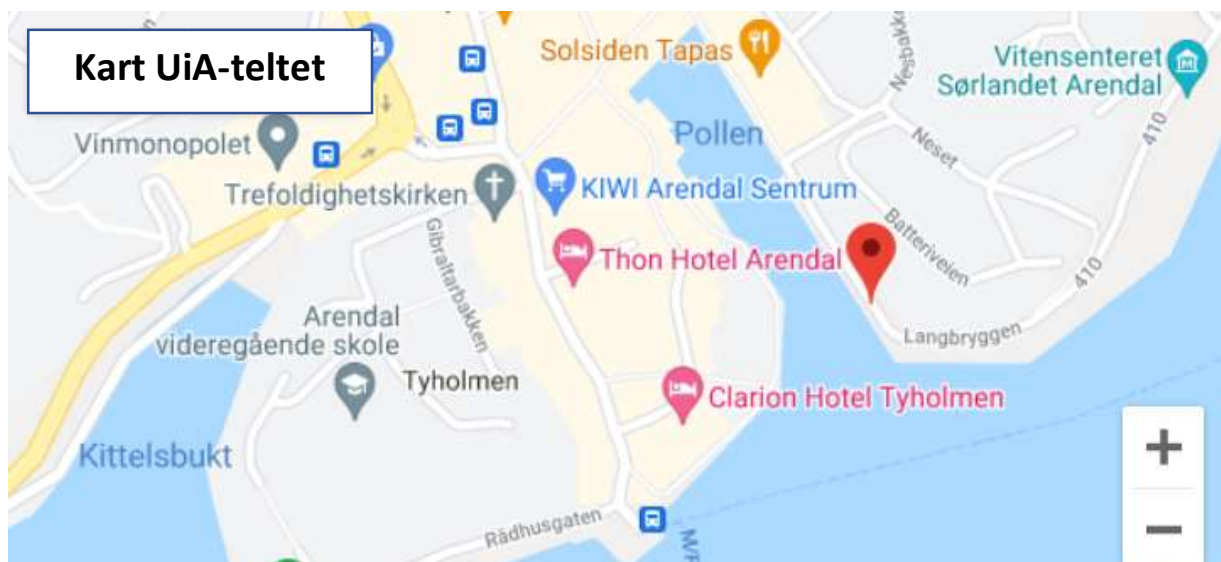 Kart UiA-teltet
Solsiden Tapas
Nesbakk
Vitensenteret
Sørlandet Arendal
Vinmonopolet
Pollen
Neset
410
Trefoldighetskirken
KIWI Arendal Sentrum
Gibraltarbakken
Batteriveien
Thon Hotel Arendal
410
Arendal
videregående skole
Langbryggen
Tyholmen
Clarion Hotel Tyholmen
Kittelsbukt
+
Rådhusgaten
−